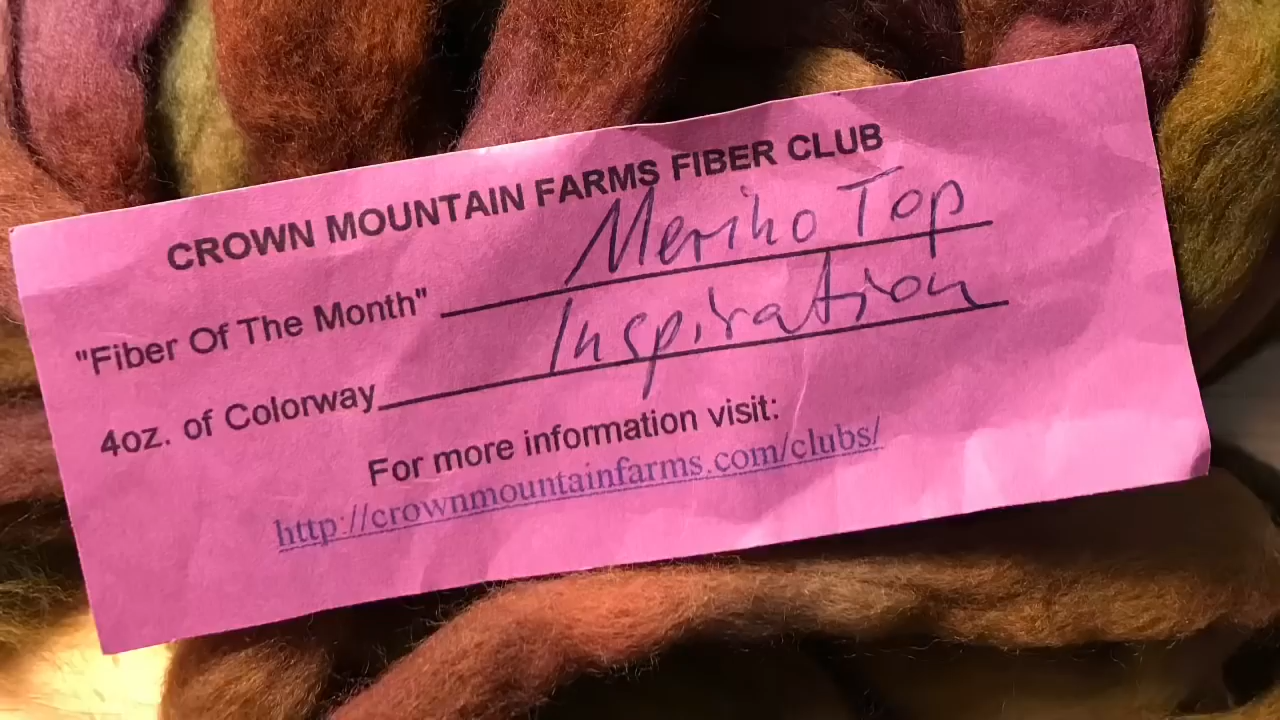 CROWN MOUNTAIN FARMS FIBER CLUB
"Fiber Of The Month" Merino Top
4oz. of Colorway Inspiration
For more information visit:
http://crownmountainfarms.com/clubs/